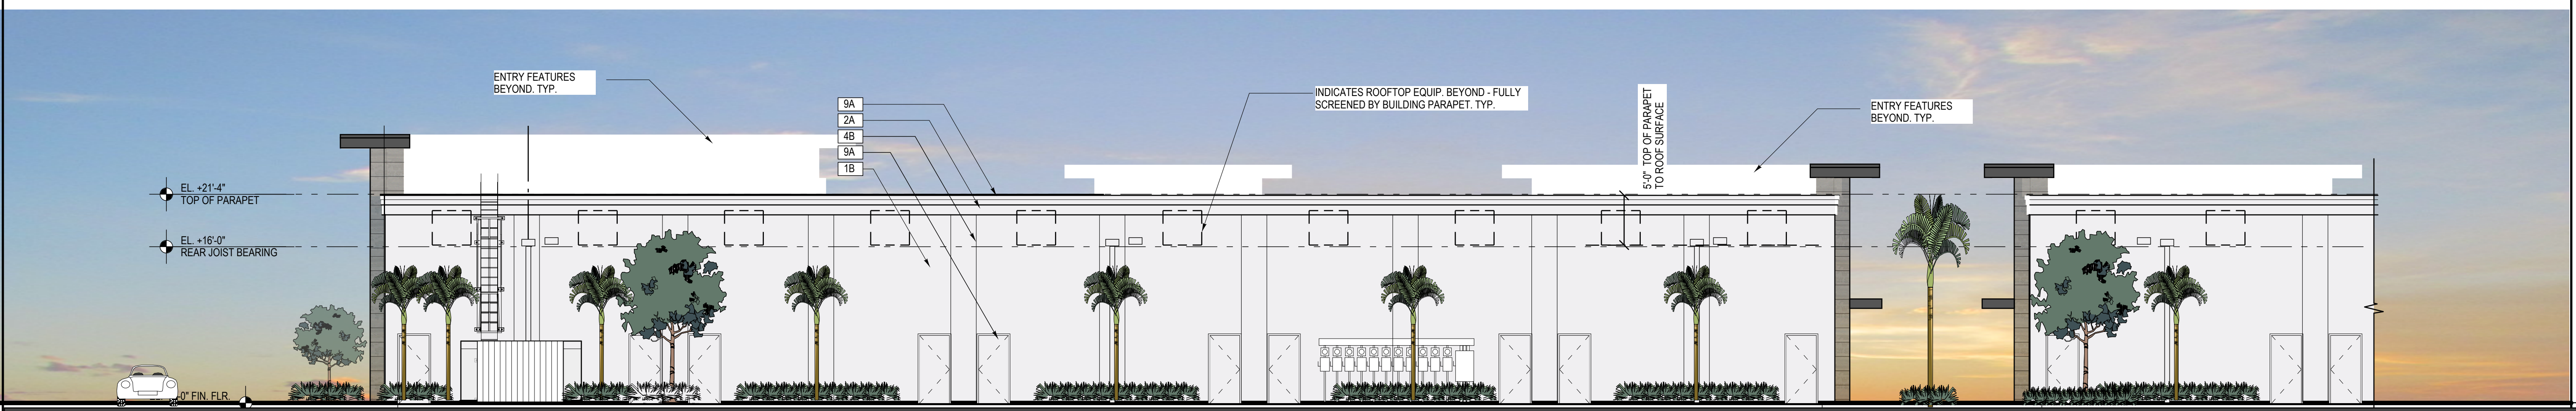 ENTRY FEATURES
BEYOND. TYP.
9A
2A
4B
9A
1B
INDICATES ROOFTOP EQUIP. BEYOND - FULLY
SCREENED BY BUILDING PARAPET. TYP.
5'-0" TOP OF PARAPET
TO ROOF SURFACE
ENTRY FEATURES
BEYOND. TYP.
EL. +21'-4"
TOP OF PARAPET
EL. +16'-0"
REAR JOIST BEARING
0" FIN. FLR.